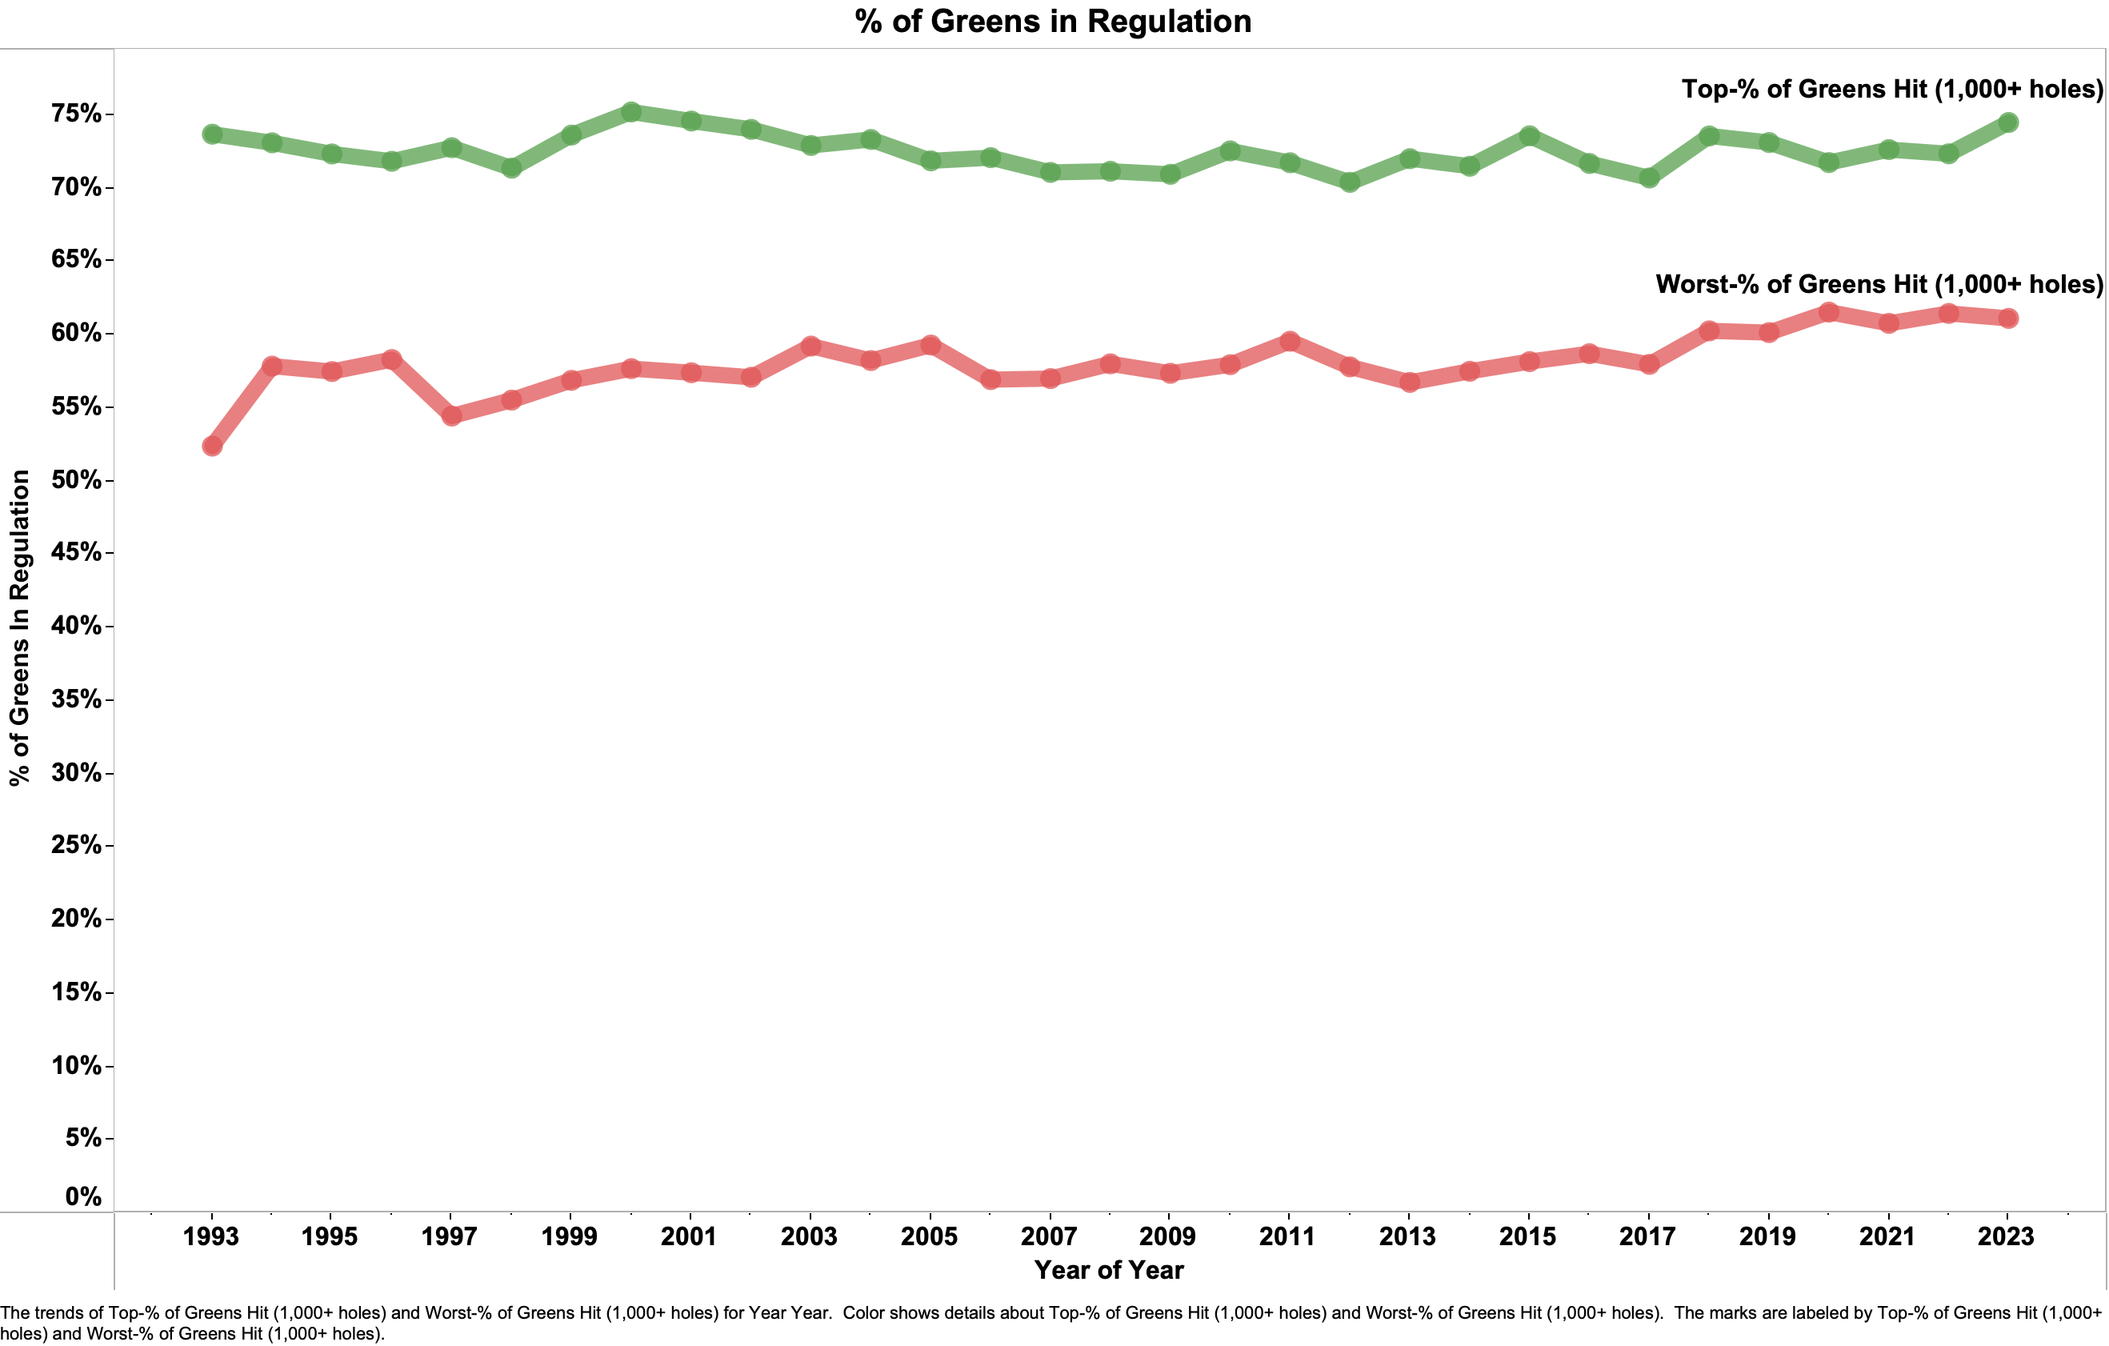 % of Greens in Regulation
Top-% of Greens Hit (1,000+ holes)
Worst-% of Greens Hit (1,000+ holes)
% of Greens In Regulation
75%
70%
65%
60%
55%
50%
45%
40%
35%
30%
25%
20%
15%
10%
5%
0%
1993 1995 1997 1999 2001 2003 2005 2007 2009 2011 2013 2015 2017 2019 2021 2023
Year of Year
The trends of Top-% of Greens Hit (1,000+ holes) and Worst-% of Greens Hit (1,000+ holes) for Year Year.  Color shows details about Top-% of Greens Hit (1,000+ holes) and Worst-% of Greens Hit (1,000+ holes).  The marks are labeled by Top-% of Greens Hit (1,000+
holes) and Worst-% of Greens Hit (1,000+ holes).